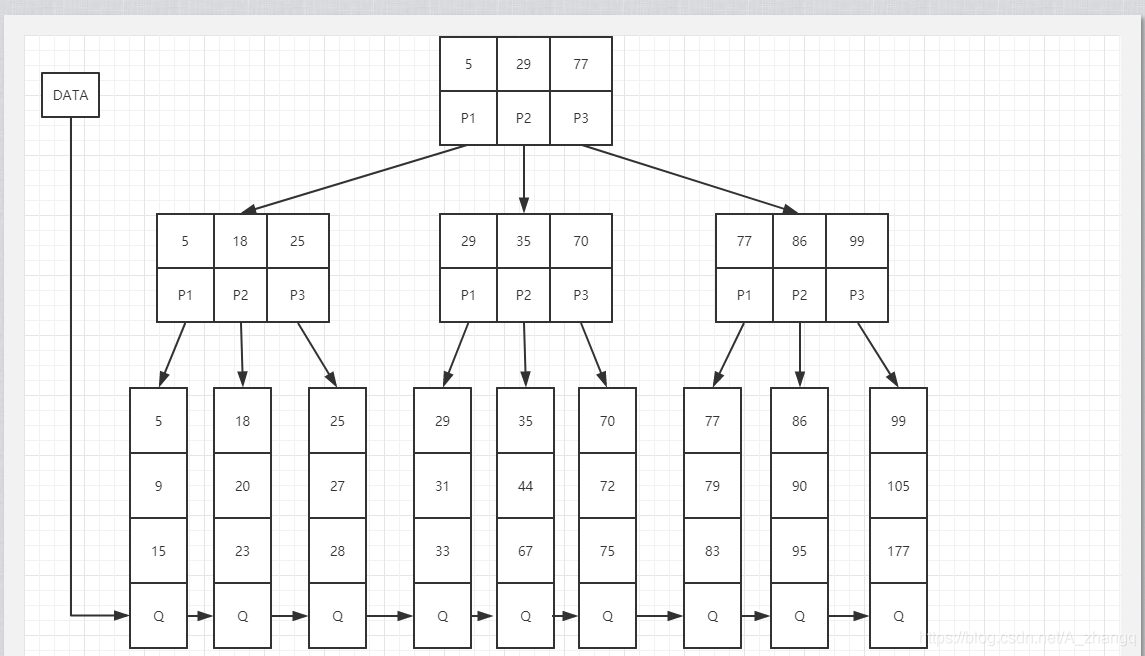 5 29 77
DATA
P1 P2 P3
5 18 25 29 35 70 77 86 99
P1 P2 P3 P1 P2 P3 P1 P2 P3
5 18 25 29 35 70 77 86 99
9 20 27 31 44 72 79 90 105
15 23 28 33 67 75 83 95 177
Q Q Q Q Q Q Q Q Q
https://blog.csdn.net/A_zhangq